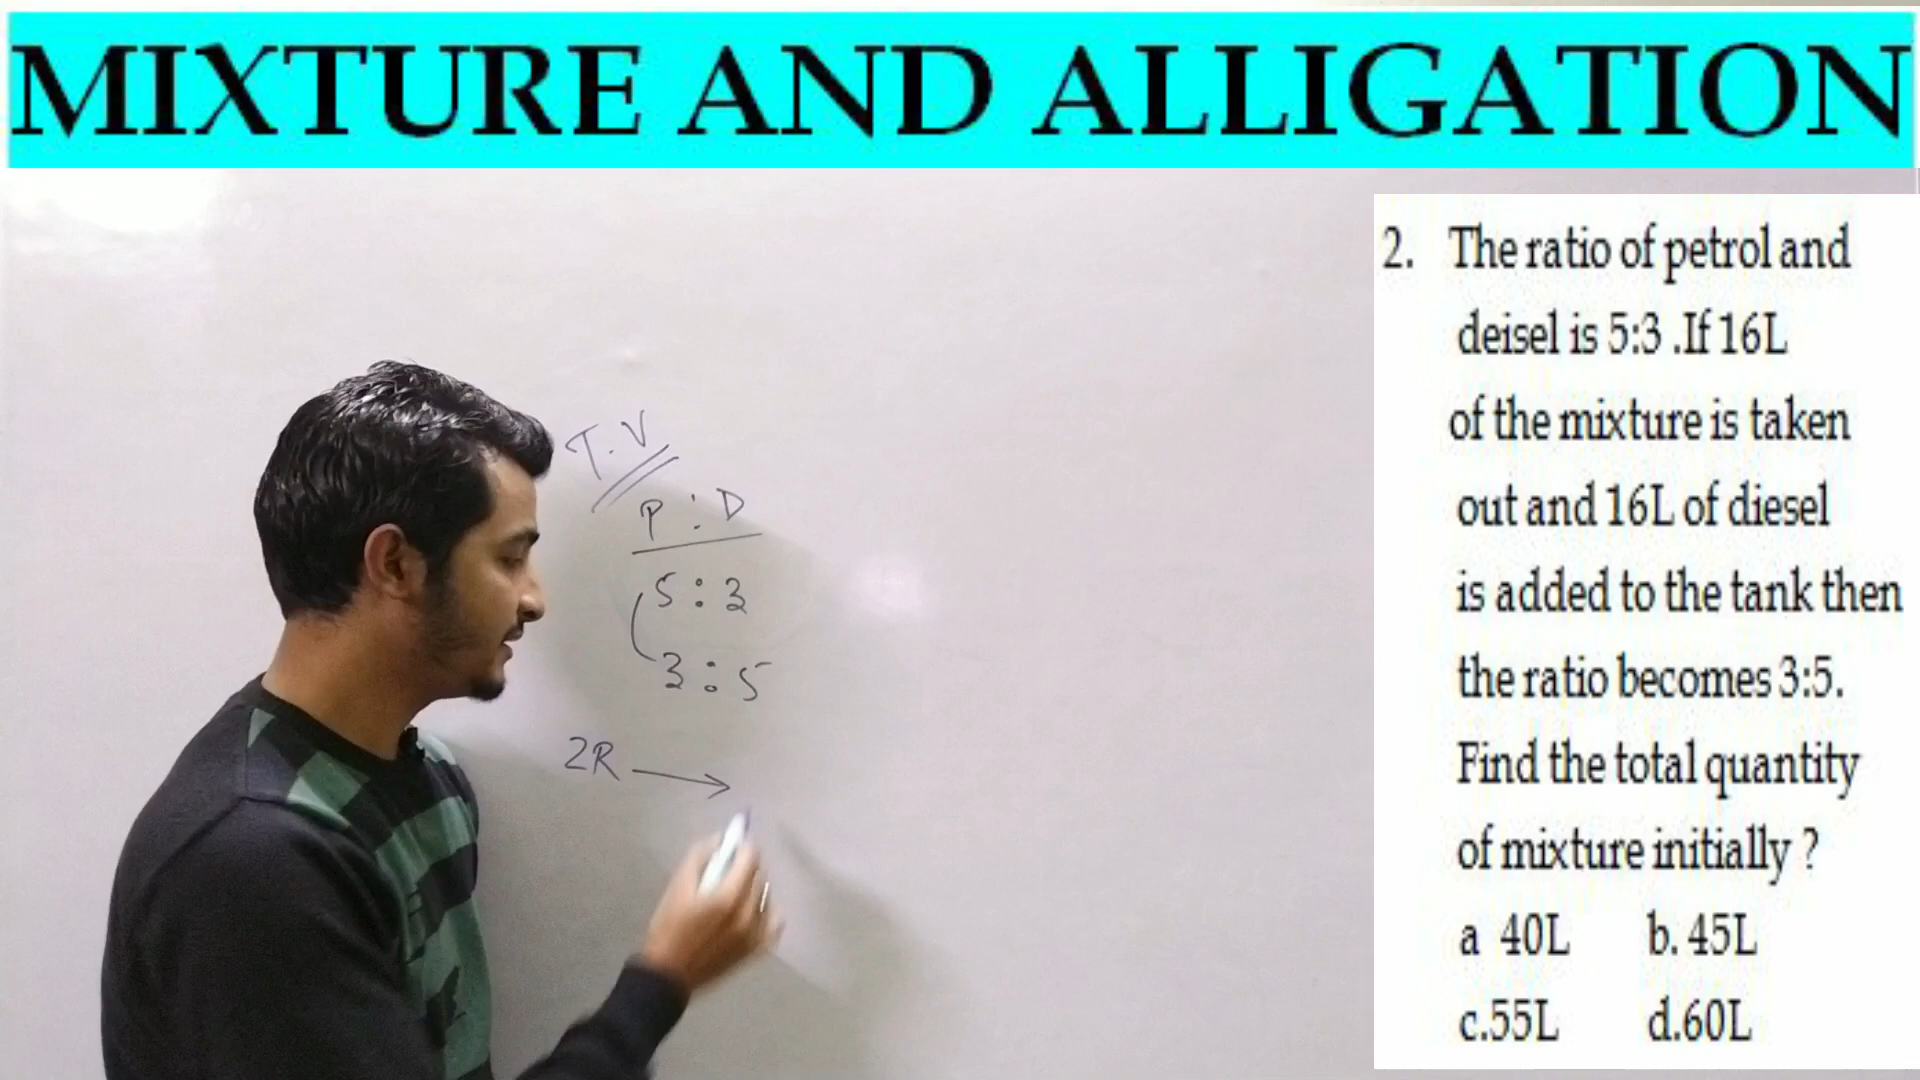 MIXTURE AND ALLIGATION
2. The ratio of petrol and
deisel is 5:3 .If 16L
of the mixture is taken
out and 16L of diesel
is added to the tank then
the ratio becomes 3:5.
Find the total quantity
of mixture initially ?
a 40L b. 45L
c.55L d.60L
T.V
P : D
5 : 3
3 : 5
2R →